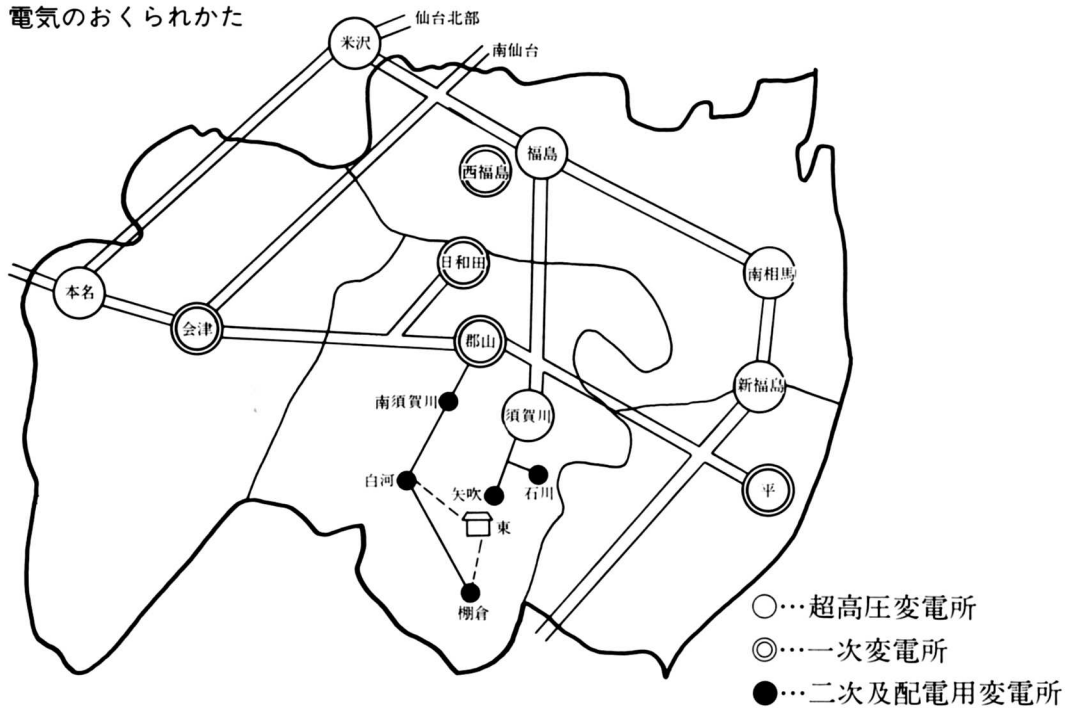 電気のおくられかた
仙台北部
米沢
南仙台
福島
西福島
日和田
南相馬
本名
会津
郡山
新福島
南須賀川
須賀川
白河
矢吹
石川
平
東
棚倉
○…超高圧変電所
◎…一次変電所
●…二次及配電用変電所